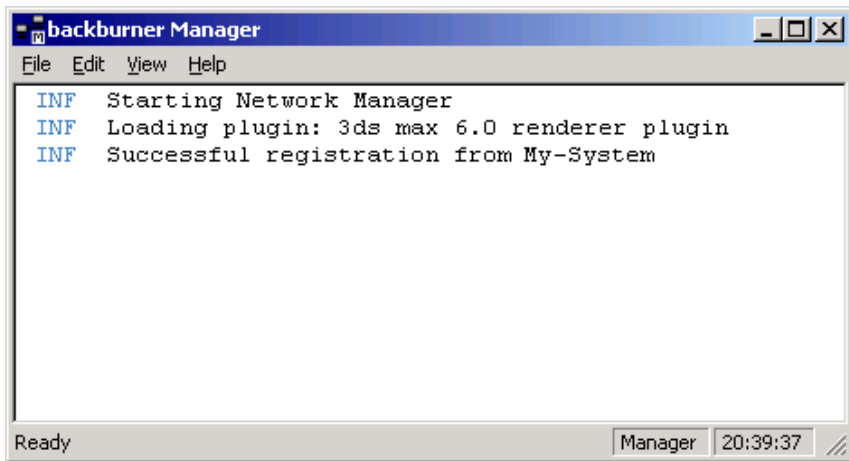 backburner Manager
File Edit View Help
INF Starting Network Manager
INF Loading plugin: 3ds max 6.0 renderer plugin
INF Successful registration from My-System
Ready Manager 20:39:37